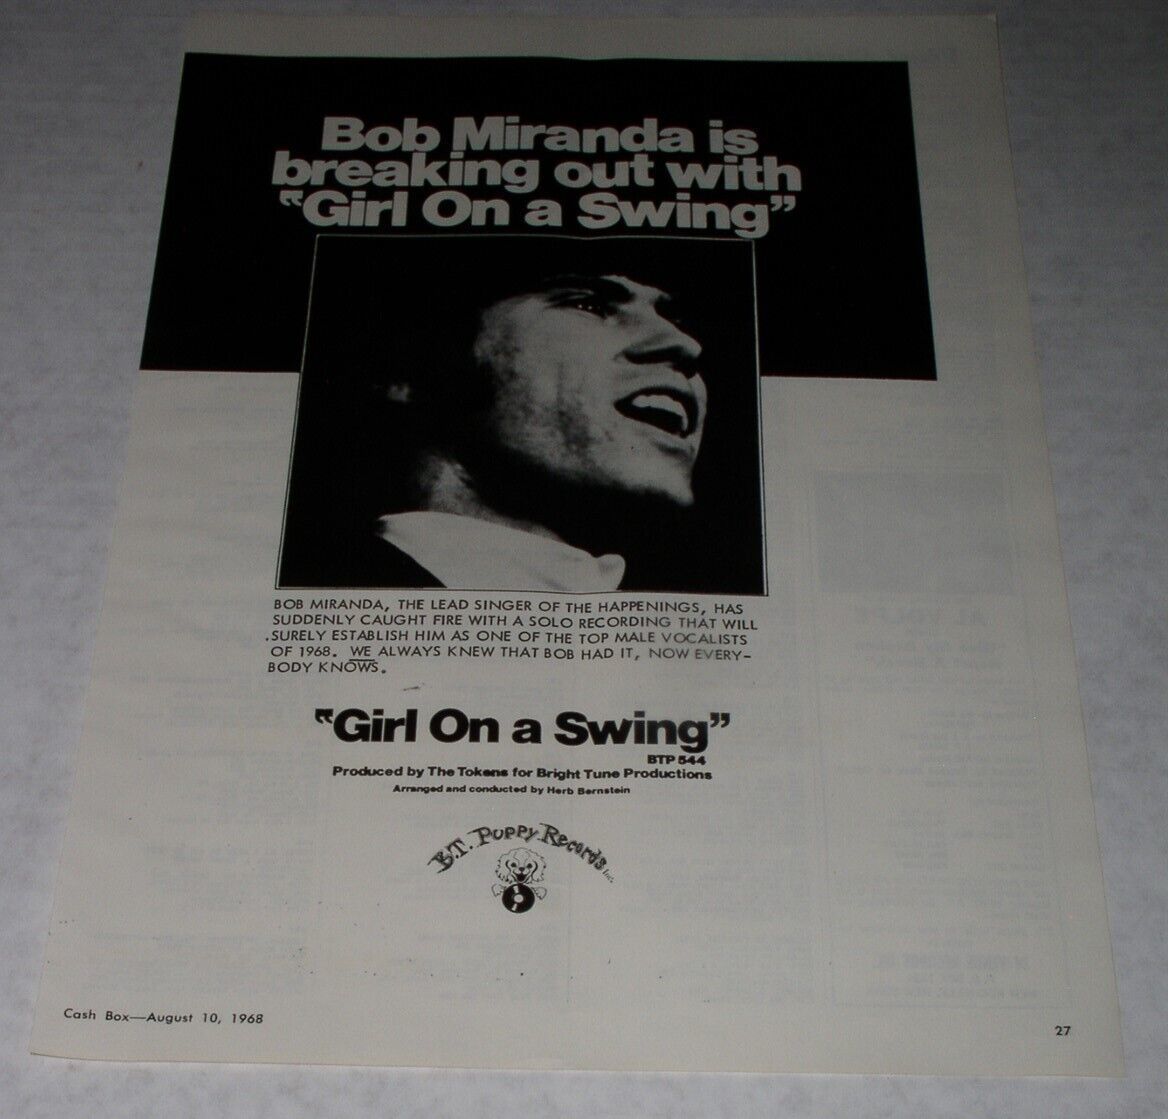 Bob Miranda is
breaking out with
"Girl On a Swing"
BOB MIRANDA, THE LEAD SINGER OF THE HAPPENINGS, HAS
SUDDENLY CAUGHT FIRE WITH A SOLO RECORDING THAT WILL
SURELY ESTABLISH HIM AS ONE OF THE TOP MALE VOCALISTS
OF 1968. WE ALWAYS KNEW THAT BOB HAD IT, NOW EVERY-
BODY KNOWS.
"Girl On a Swing"
BTP 544
Produced by The Tokens for Bright Tune Productions
Arranged and conducted by Herb Bernstein
B.T. Puppy Records Inc.
Cash Box—August 10, 1968
27